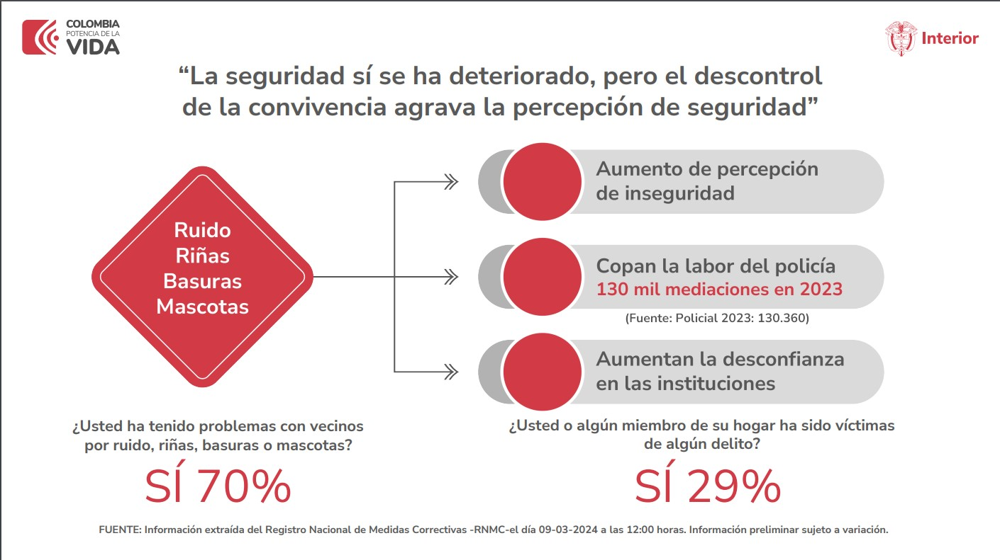 COLOMBIA
POTENCIA DE LA
VIDA
Interior
“La seguridad sí se ha deteriorado, pero el descontrol
de la convivencia agrava la percepción de seguridad”
Ruido
Riñas
Basuras
Mascotas
Aumento de percepción
de inseguridad
Copan la labor del policía
130 mil mediaciones en 2023
(Fuente: Policial 2023: 130.360)
Aumentan la desconfianza
en las instituciones
¿Usted ha tenido problemas con vecinos
por ruido, riñas, basuras o mascotas?
SÍ 70%
¿Usted o algún miembro de su hogar ha sido víctimas
de algún delito?
SÍ 29%
FUENTE: Información extraída del Registro Nacional de Medidas Correctivas -RNMC-el día 09-03-2024 a las 12:00 horas. Información preliminar sujeto a variación.